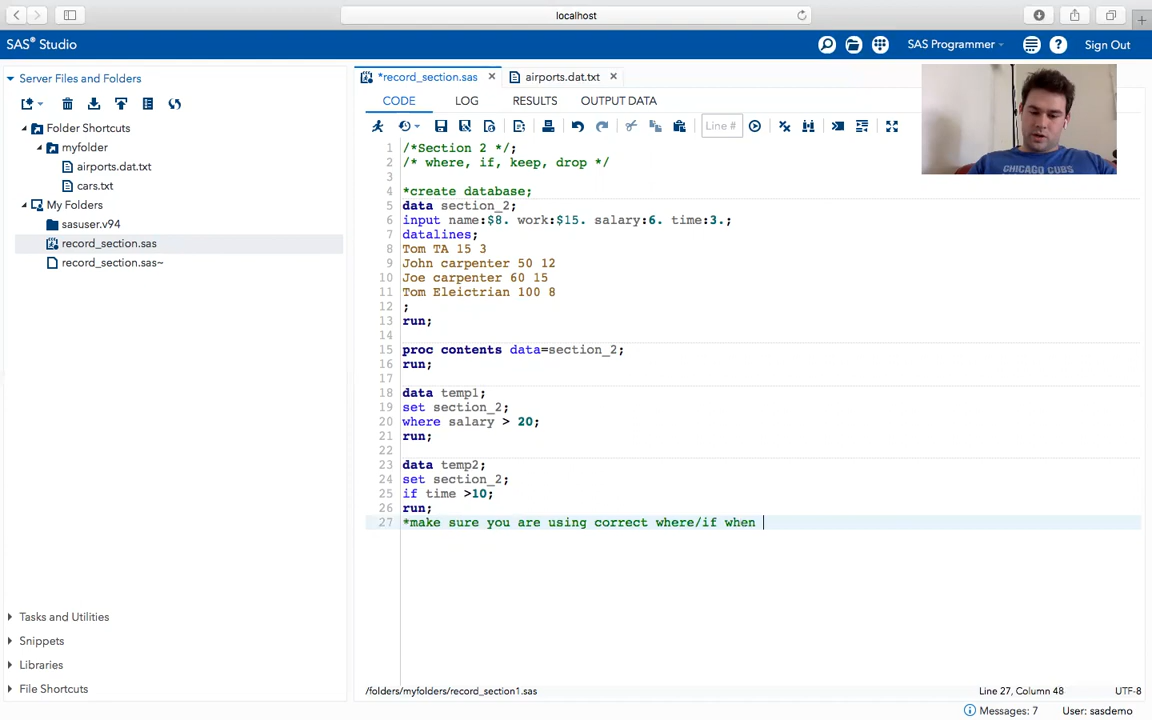 localhost
SAS® Studio
SAS Programmer
Sign Out
Server Files and Folders
Folder Shortcuts
myfolder
airports.dat.txt
cars.txt
My Folders
sasuser.v94
record_section.sas
record_section.sas~
Tasks and Utilities
Snippets
Libraries
File Shortcuts
*record_section.sas
airports.dat.txt
CODE LOG RESULTS OUTPUT DATA
Line #
1 /*Section 2 */;
2 /* where, if, keep, drop */
3
4 *create database;
5 data section_2;
6 input name:$8. work:$15. salary:6. time:3.;
7 datalines;
8 Tom TA 15 3
9 John carpenter 50 12
10 Joe carpenter 60 15
11 Tom Eleictrian 100 8
12 ;
13 run;
14
15 proc contents data=section_2;
16 run;
17
18 data temp1;
19 set section_2;
20 where salary > 20;
21 run;
22
23 data temp2;
24 set section_2;
25 if time >10;
26 run;
27 *make sure you are using correct where/if when
CHICAGO CUBS
/folders/myfolders/record_section1.sas
Line 27, Column 48
UTF-8
Messages: 7
User: sasdemo